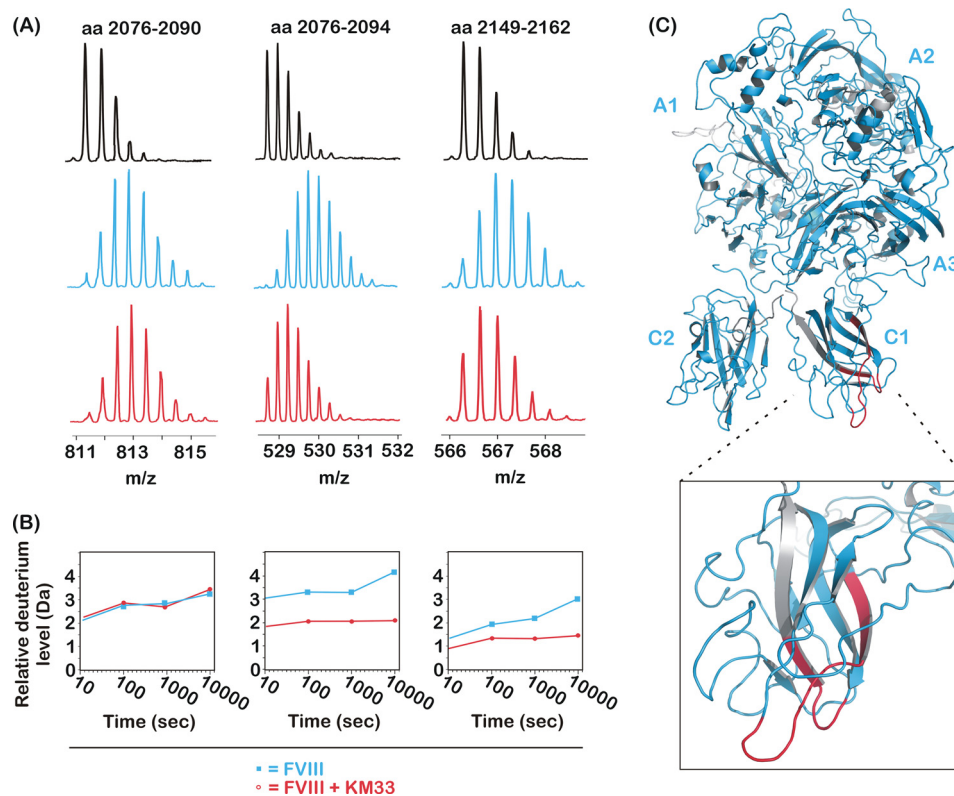 (A)
aa 2076-2090 aa 2076-2094 aa 2149-2162
811 813 815 529 530 531 532 566 567 568
m/z m/z m/z
(B)
Relative deuterium
level (Da)
4 4 4
3 3 3
2 2 2
1 1 1
0 0 0
10 100 1000 10000 10 100 1000 10000 10 100 1000 10000
Time (sec) Time (sec) Time (sec)
= FVIII
= FVIII + KM33
(C)
A2
A1
A3
C2 C1